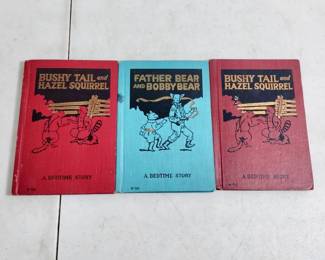 BUSHY TAIL and
HAZEL SQUIRREL
A BEDTIME STORY
FATHER BEAR
AND BOBBY BEAR
A BEDTIME STORY
BUSHY TAIL and
HAZEL SQUIRREL
A BEDTIME STORY